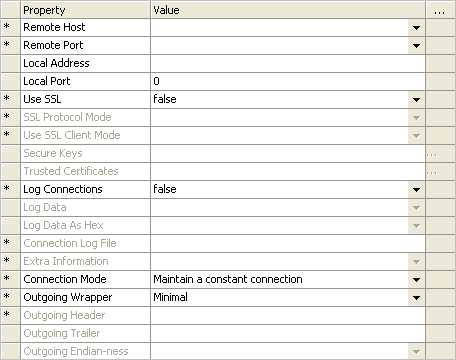 Property Value ...
* Remote Host
* Remote Port
Local Address
Local Port 0
* Use SSL false
* SSL Protocol Mode
* Use SSL Client Mode
Secure Keys ...
Trusted Certificates ...
* Log Connections false
Log Data
Log Data As Hex
* Connection Log File
* Extra Information
* Connection Mode Maintain a constant connection
* Outgoing Wrapper Minimal
* Outgoing Header
Outgoing Trailer
Outgoing Endian-ness